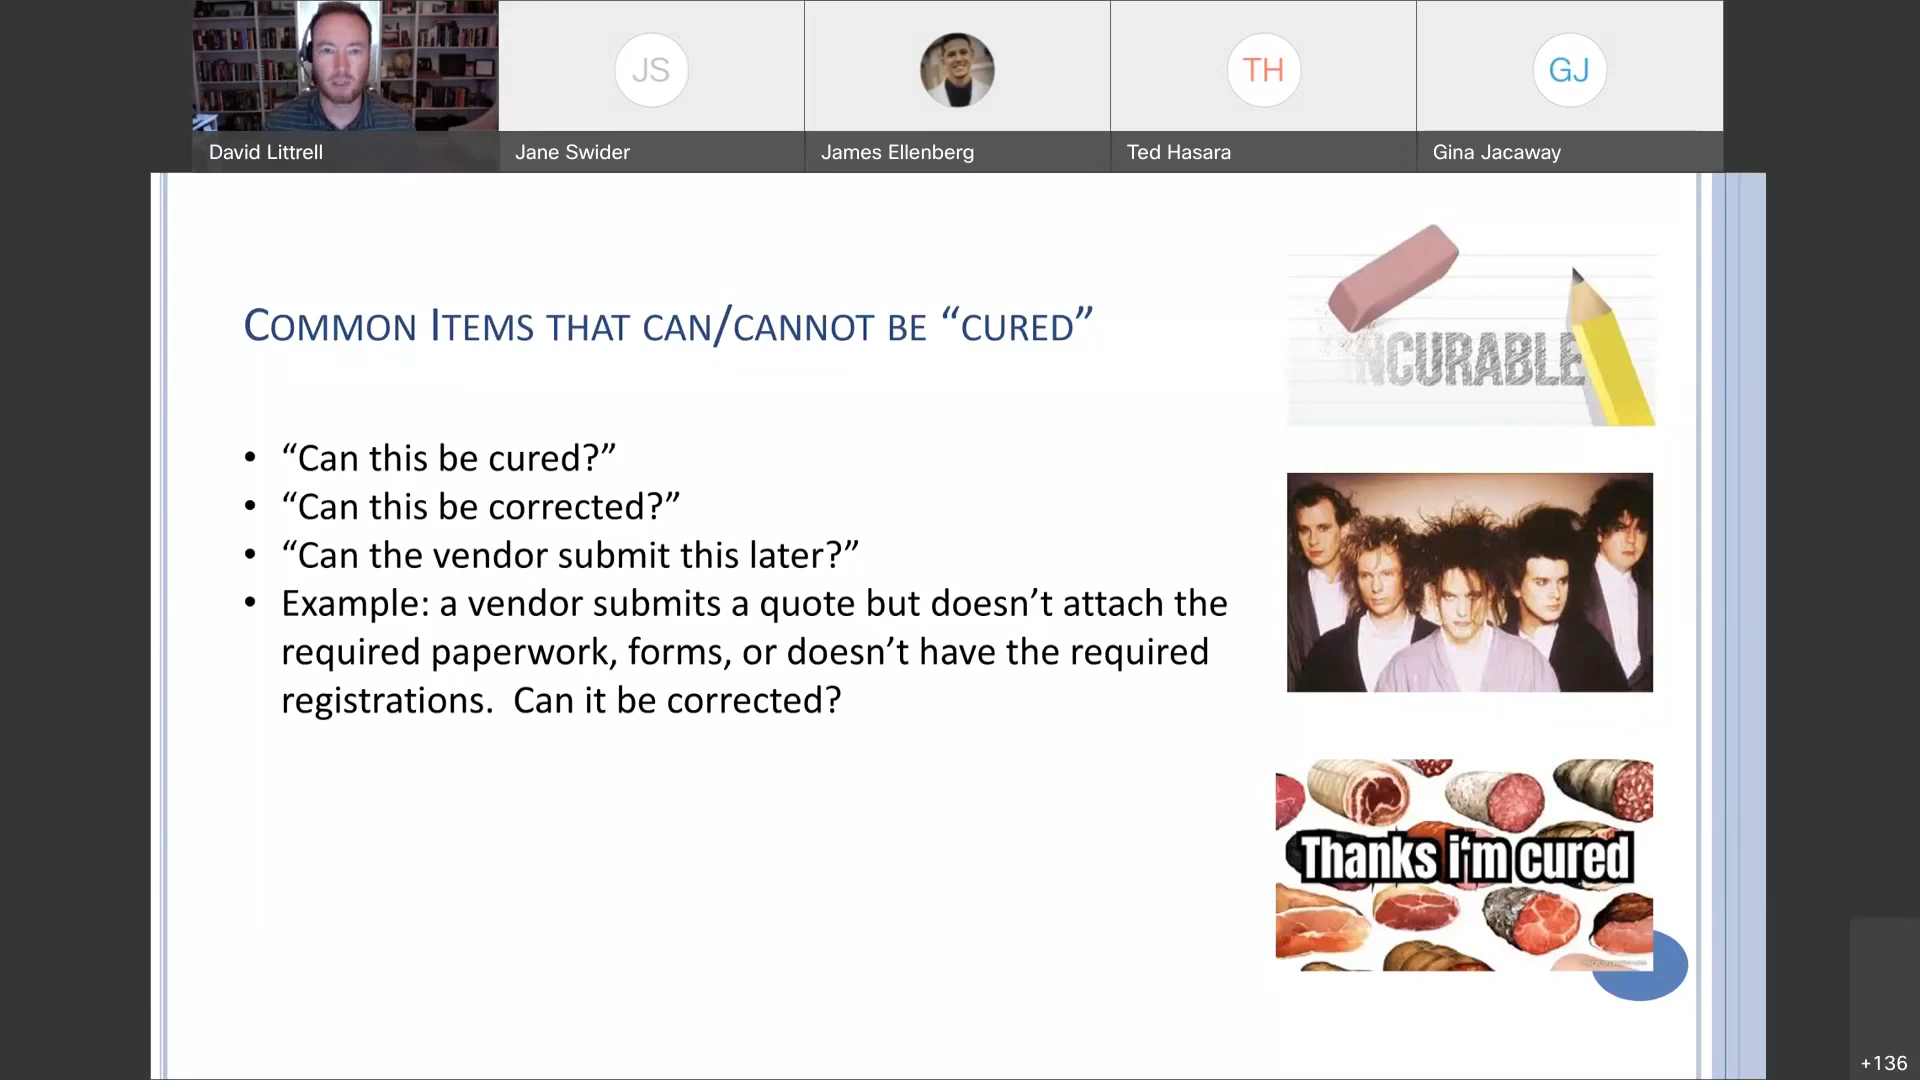 JS
TH
GJ
David Littrell
Jane Swider
James Ellenberg
Ted Hasara
Gina Jacaway
Common Items that can/cannot be “cured”
NCURABLE
• “Can this be cured?”
• “Can this be corrected?”
• “Can the vendor submit this later?”
• Example: a vendor submits a quote but doesn’t attach the
required paperwork, forms, or doesn’t have the required
registrations.  Can it be corrected?
Thanks i'm cured
+136